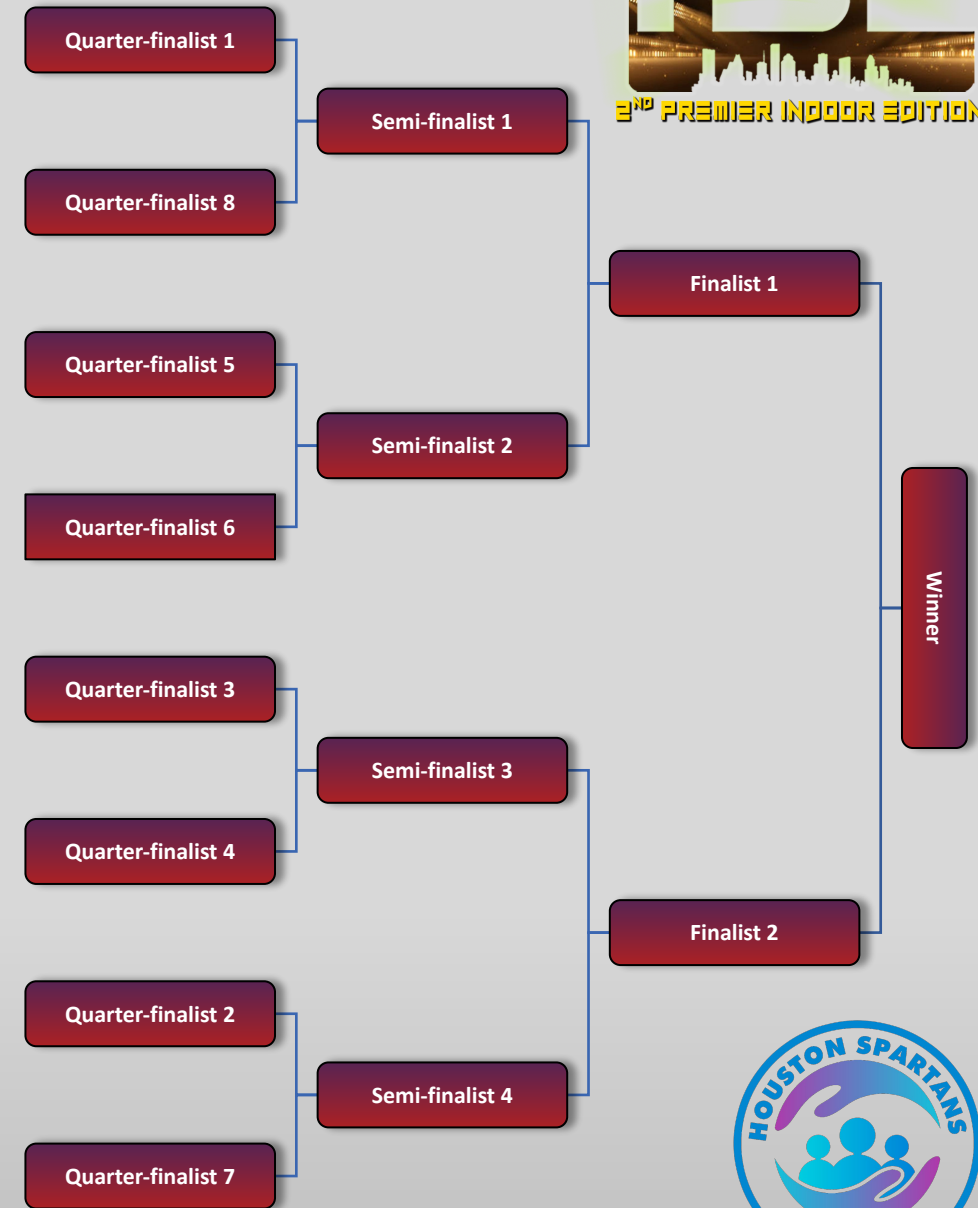 Quarter-finalist 1
Semi-finalist 1
2ND PREMIER INDOOR EDITION
Quarter-finalist 8
Finalist 1
Quarter-finalist 5
Semi-finalist 2
Quarter-finalist 6
Winner
Quarter-finalist 3
Semi-finalist 3
Quarter-finalist 4
Finalist 2
Quarter-finalist 2
Semi-finalist 4
Quarter-finalist 7
HOUSTON SPARTANS